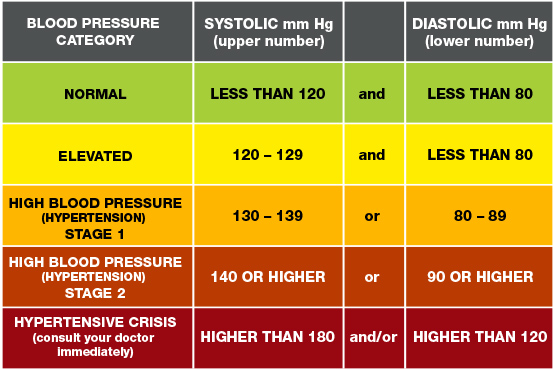 BLOOD PRESSURE
CATEGORY
SYSTOLIC mm Hg
(upper number)
DIASTOLIC mm Hg
(lower number)
NORMAL
LESS THAN 120
and
LESS THAN 80
ELEVATED
120 – 129
and
LESS THAN 80
HIGH BLOOD PRESSURE
(HYPERTENSION)
STAGE 1
130 – 139
or
80 – 89
HIGH BLOOD PRESSURE
(HYPERTENSION)
STAGE 2
140 OR HIGHER
or
90 OR HIGHER
HYPERTENSIVE CRISIS
(consult your doctor
immediately)
HIGHER THAN 180
and/or
HIGHER THAN 120